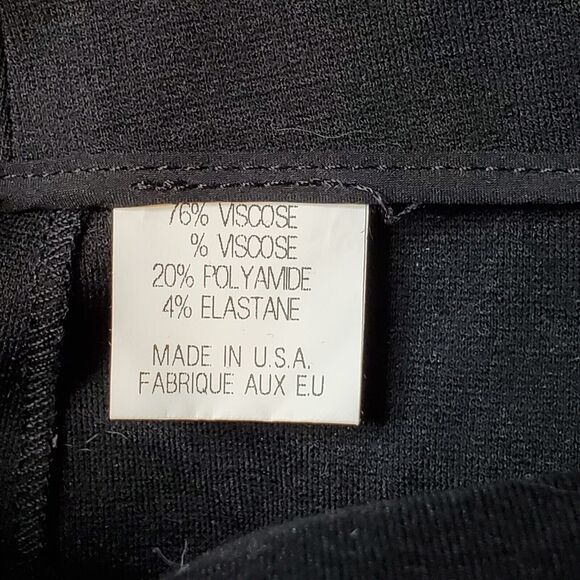 76% VISCOSE
% VISCOSE
20% POLYAMIDE
4% ELASTANE
MADE IN U.S.A.
FABRIQUE AUX E.U